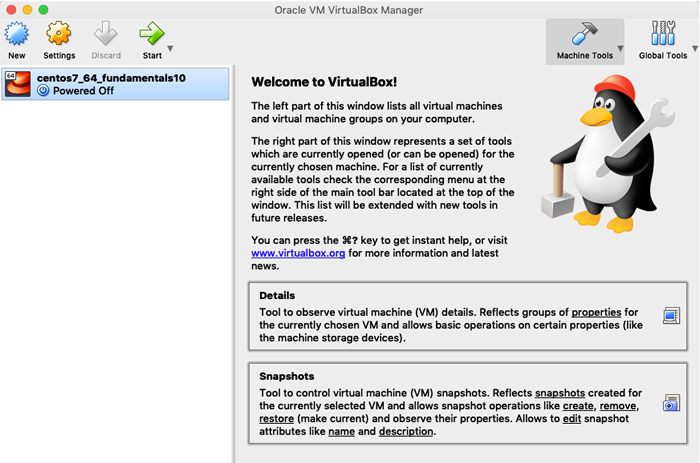 Oracle VM VirtualBox Manager
New
Settings
Discard
Start
Machine Tools
Global Tools
64
centos7_64_fundamentals10
Powered Off
Welcome to VirtualBox!
The left part of this window lists all virtual machines
and virtual machine groups on your computer.
The right part of this window represents a set of tools
which are currently opened (or can be opened) for the
currently chosen machine. For a list of currently
available tools check the corresponding menu at the
right side of the main tool bar located at the top of the
window. This list will be extended with new tools in
future releases.
You can press the ⌘? key to get instant help, or visit
www.virtualbox.org for more information and latest
news.
Details
Tool to observe virtual machine (VM) details. Reflects groups of properties for
the currently chosen VM and allows basic operations on certain properties (like
the machine storage devices).
Snapshots
Tool to control virtual machine (VM) snapshots. Reflects snapshots created for
the currently selected VM and allows snapshot operations like create, remove,
restore (make current) and observe their properties. Allows to edit snapshot
attributes like name and description.